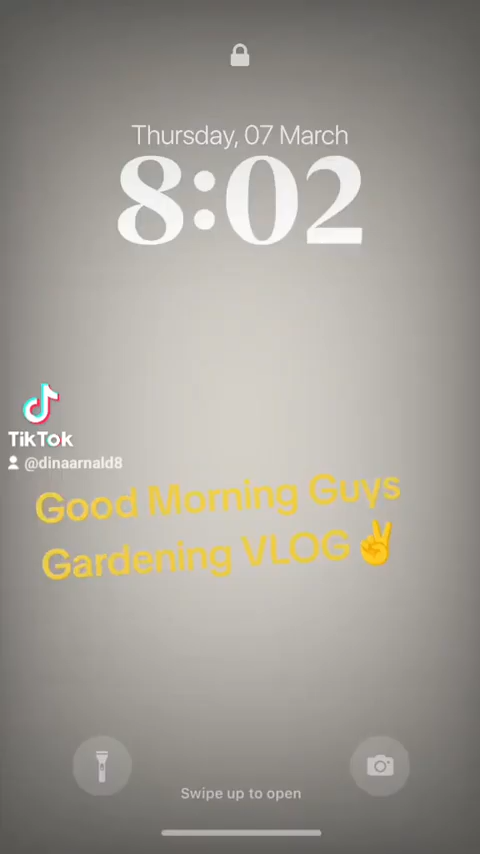 Thursday, 07 March
8:02
TikTok
@dinaarnald8
Good Morning Guys
Gardening VLOG✌️
Swipe up to open